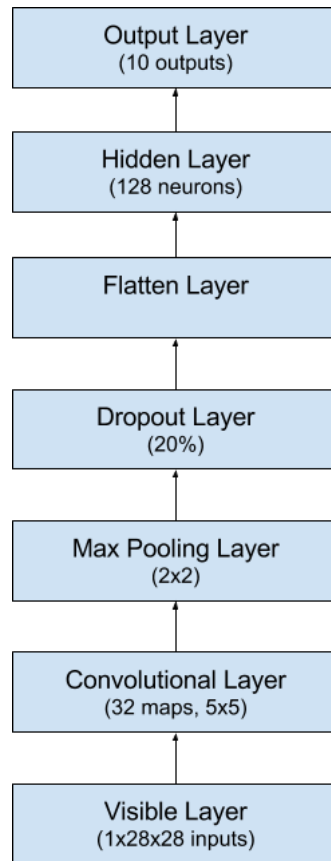 Output Layer
(10 outputs)
Hidden Layer
(128 neurons)
Flatten Layer
Dropout Layer
(20%)
Max Pooling Layer
(2x2)
Convolutional Layer
(32 maps, 5x5)
Visible Layer
(1x28x28 inputs)